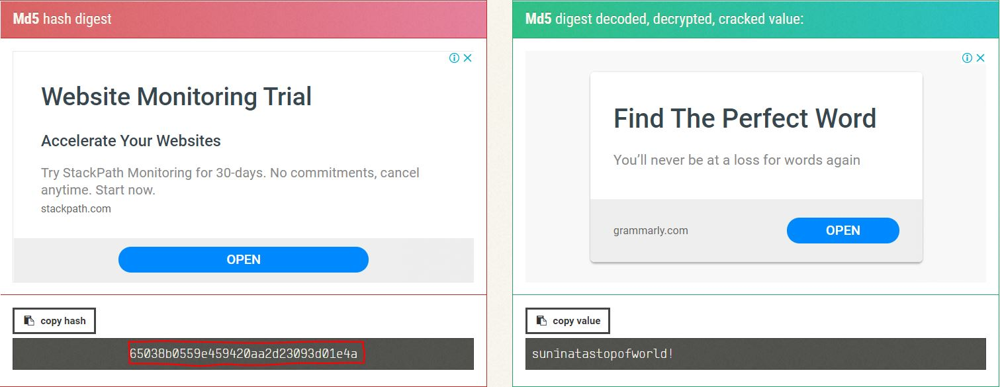 Md5 hash digest
Website Monitoring Trial
Accelerate Your Websites
Try StackPath Monitoring for 30-days. No commitments, cancel
anytime. Start now.
stackpath.com
OPEN
copy hash
65038b0559e459420aa2d23093d01e4a
Md5 digest decoded, decrypted, cracked value:
Find The Perfect Word
You’ll never be at a loss for words again
grammarly.com
OPEN
copy value
suninatastopofworld!